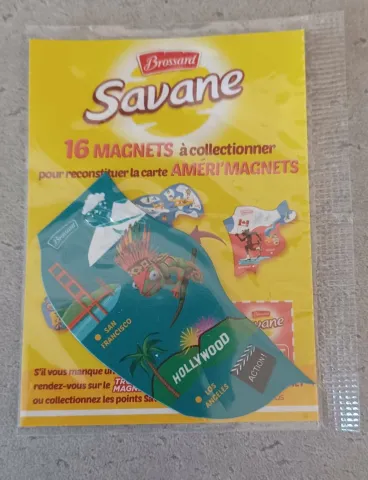 Brossard
Savane
16 MAGNETS à collectionner
pour reconstituer la carte AMÉRI'MAGNETS
Brossard
SAN
FRANCISCO
HOLLYWOOD
LOS
ANGELES
ACTION!
S'il vous manque
rendez-vous sur le
ou collectionnez les points